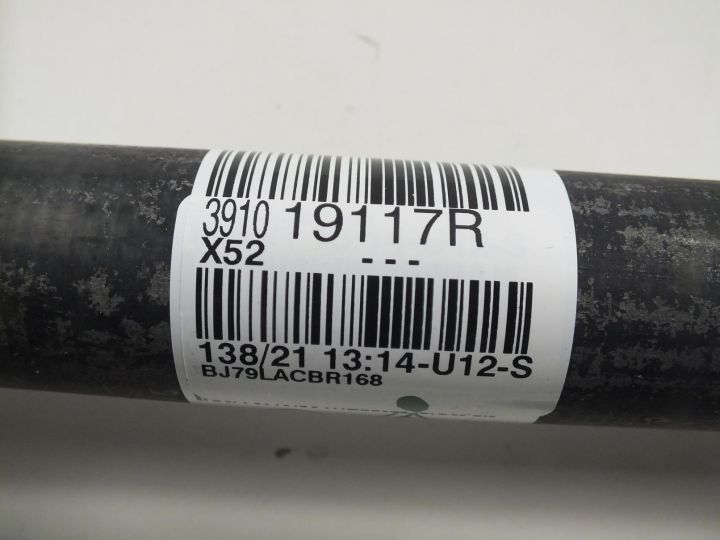 3910 19117R
X52 ---
138/21 13:14-U12-S
BJ79LACBR168